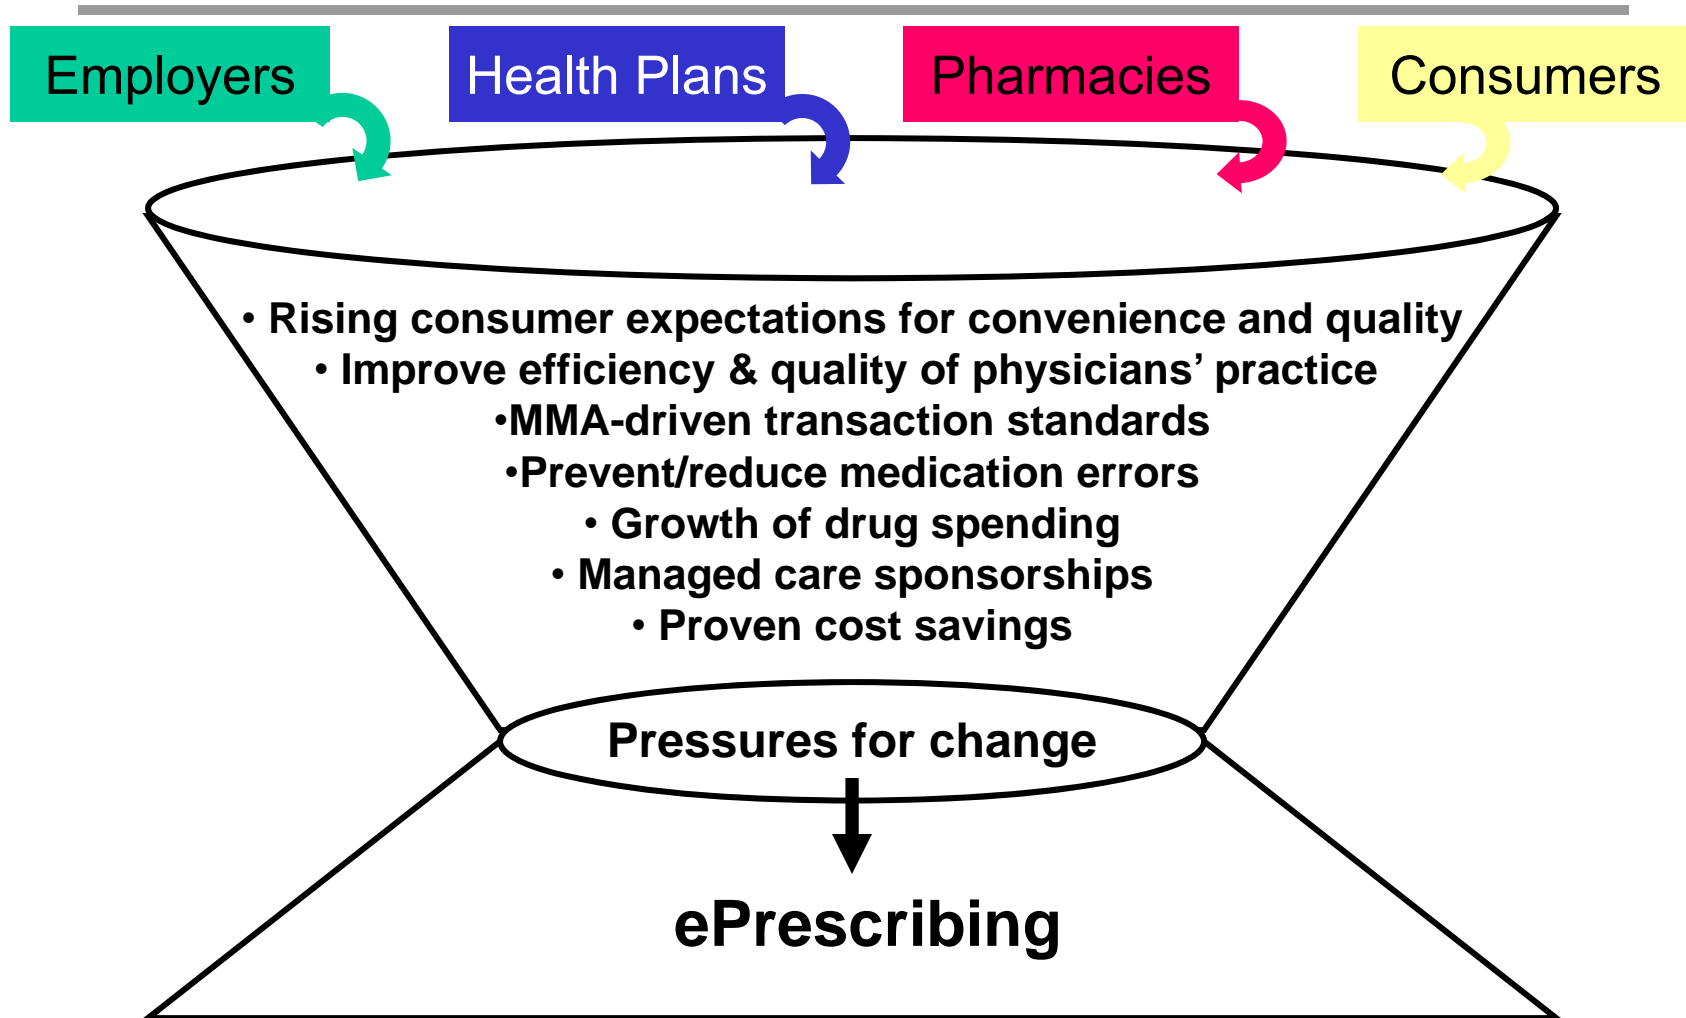 Employers
Health Plans
Pharmacies
Consumers
• Rising consumer expectations for convenience and quality
• Improve efficiency & quality of physicians’ practice
•MMA-driven transaction standards
•Prevent/reduce medication errors
• Growth of drug spending
• Managed care sponsorships
• Proven cost savings
Pressures for change
ePrescribing